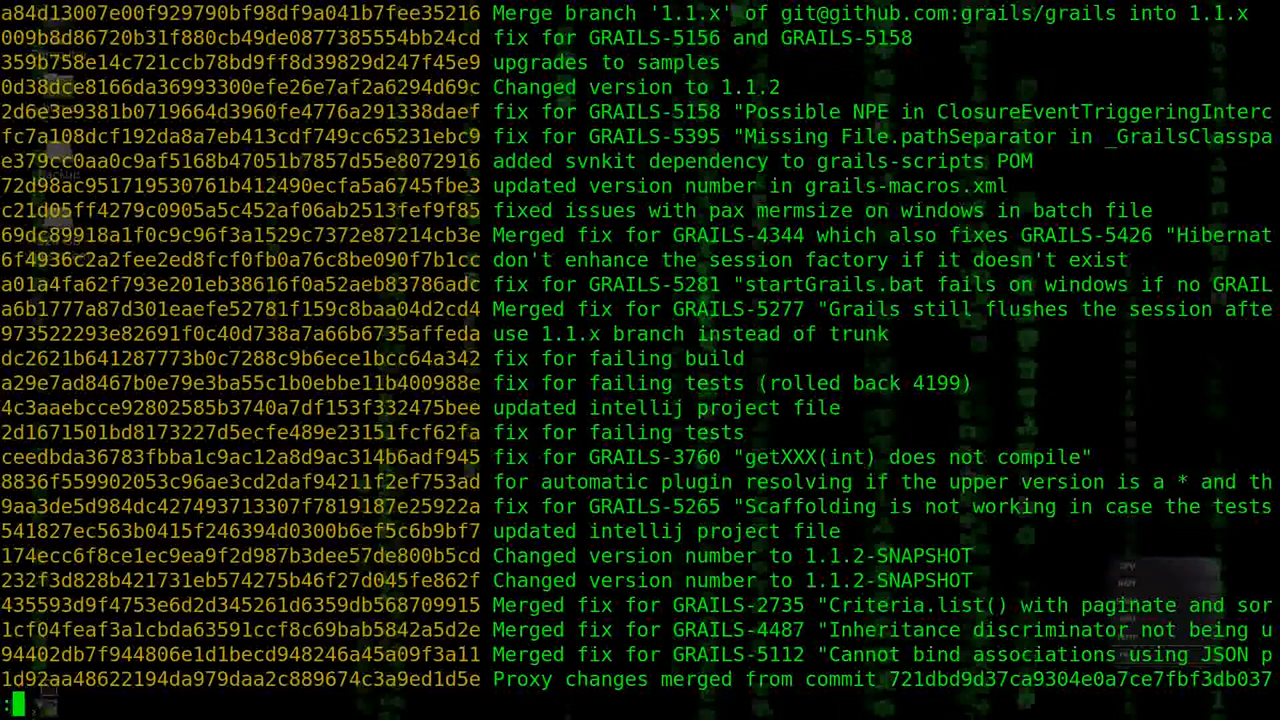 a84d13007e00f929790bf98df9a041b7fee35216 Merge branch '1.1.x' of git@github.com:grails/grails into 1.1.x
009b8d86720b31f880cb49de0877385554bb24cd fix for GRAILS-5156 and GRAILS-5158
359b758e14c721ccb78bd9ff8d39829d247f45e9 upgrades to samples
0d38dce8166da36993300efe26e7af2a6294d69c Changed version to 1.1.2
2d6e3e9381b0719664d3960fe4776a291338daef fix for GRAILS-5158 "Possible NPE in ClosureEventTriggeringInterc
fc7a108dcf192da8a7eb413cdf749cc65231ebc9 fix for GRAILS-5395 "Missing File.pathSeparator in _GrailsClasspa
e379cc0aa0c9af5168b47051b7857d55e8072916 added svnkit dependency to grails-scripts POM
72d98ac951719530761b412490ecfa5a6745fbe3 updated version number in grails-macros.xml
c21d05ff4279c0905a5c452af06ab2513fef9f85 fixed issues with pax mermsize on windows in batch file
69dc89918a1f0c9c96f3a1529c7372e87214cb3e Merged fix for GRAILS-4344 which also fixes GRAILS-5426 "Hibernat
6f4936c2a2fee2ed8fcf0fb0a76c8be090f7b1cc don't enhance the session factory if it doesn't exist
a01a4fa62f793e201eb38616f0a52aeb83786adc fix for GRAILS-5281 "startGrails.bat fails on windows if no GRAIL
a6b1777a87d301eaefe52781f159c8baa04d2cd4 Merged fix for GRAILS-5277 "Grails still flushes the session afte
973522293e82691f0c40d738a7a66b6735affeda use 1.1.x branch instead of trunk
dc2621b641287773b0c7288c9b6ece1bcc64a342 fix for failing build
a29e7ad8467b0e79e3ba55c1b0ebbe11b400988e fix for failing tests (rolled back 4199)
4c3aaebcce92802585b3740a7df153f332475bee updated intellij project file
2d1671501bd8173227d5ecfe489e23151fcf62fa fix for failing tests
ceedbda36783fbba1c9ac12a8d9ac314b6adf945 fix for GRAILS-3760 "getXXX(int) does not compile"
8836f559902053c96ae3cd2daf94211f2ef753ad for automatic plugin resolving if the upper version is a * and th
9aa3de5d984dc427493713307f7819187e25922a fix for GRAILS-5265 "Scaffolding is not working in case the tests
541827ec563b0415f246394d0300b6ef5c6b9bf7 updated intellij project file
174ecc6f8ce1ec9ea9f2d987b3dee57de800b5cd Changed version number to 1.1.2-SNAPSHOT
232f3d828b421731eb574275b46f27d045fe862f Changed version number to 1.1.2-SNAPSHOT
435593d9f4753e6d2d345261d6359db568709915 Merged fix for GRAILS-2735 "Criteria.list() with paginate and sor
1cf04feaf3a1cbda63591ccf8c69bab5842a5d2e Merged fix for GRAILS-4487 "Inheritance discriminator not being u
94402db7f944806e1d1becd948246a45a09f3a11 Merged fix for GRAILS-5112 "Cannot bind associations using JSON p
1d92aa48622194da979daa2c889674c3a9ed1d5e Proxy changes merged from commit 721dbd9d37ca9304e0a7ce7fbf3db037
: